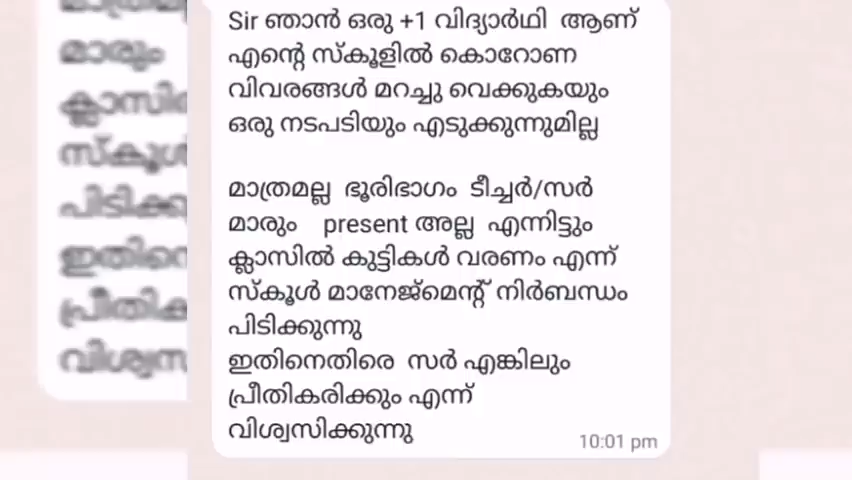 Sir ഞാൻ ഒരു +1 വിദ്യാർഥി ആണ്
എന്റെ സ്കൂളിൽ കൊറോണ
വിവരങ്ങൾ മറച്ചു വെക്കുകയും
ഒരു നടപടിയും എടുക്കുന്നുമില്ല
മാത്രമല്ല ഭൂരിഭാഗം ടീച്ചർ/സർ
മാരും present അല്ല എന്നിട്ടും
ക്ലാസിൽ കുട്ടികൾ വരണം എന്ന്
സ്കൂൾ മാനേജ്മെന്റ് നിർബന്ധം
പിടിക്കുന്നു
ഇതിനെതിരെ സർ എങ്കിലും
പ്രീതികരിക്കും എന്ന്
വിശ്വസിക്കുന്നു
10:01 pm